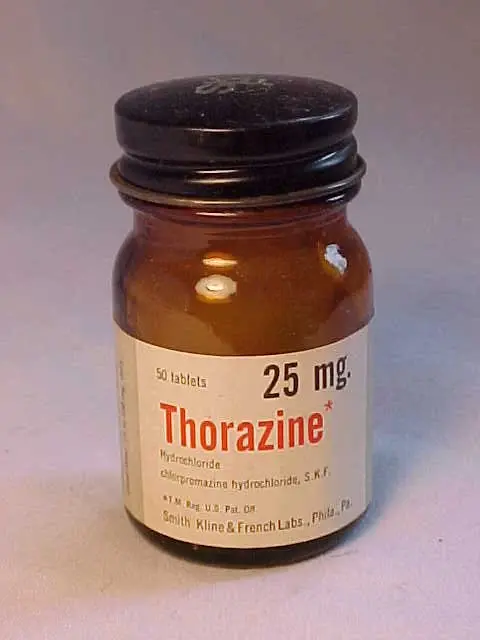 50 tablets 25 mg.
Thorazine*
Hydrochloride
chlorpromazine hydrochloride, S.K.F.
*T.M. Reg. U.S. Pat. Off.
Smith Kline & French Labs., Phila., Pa.